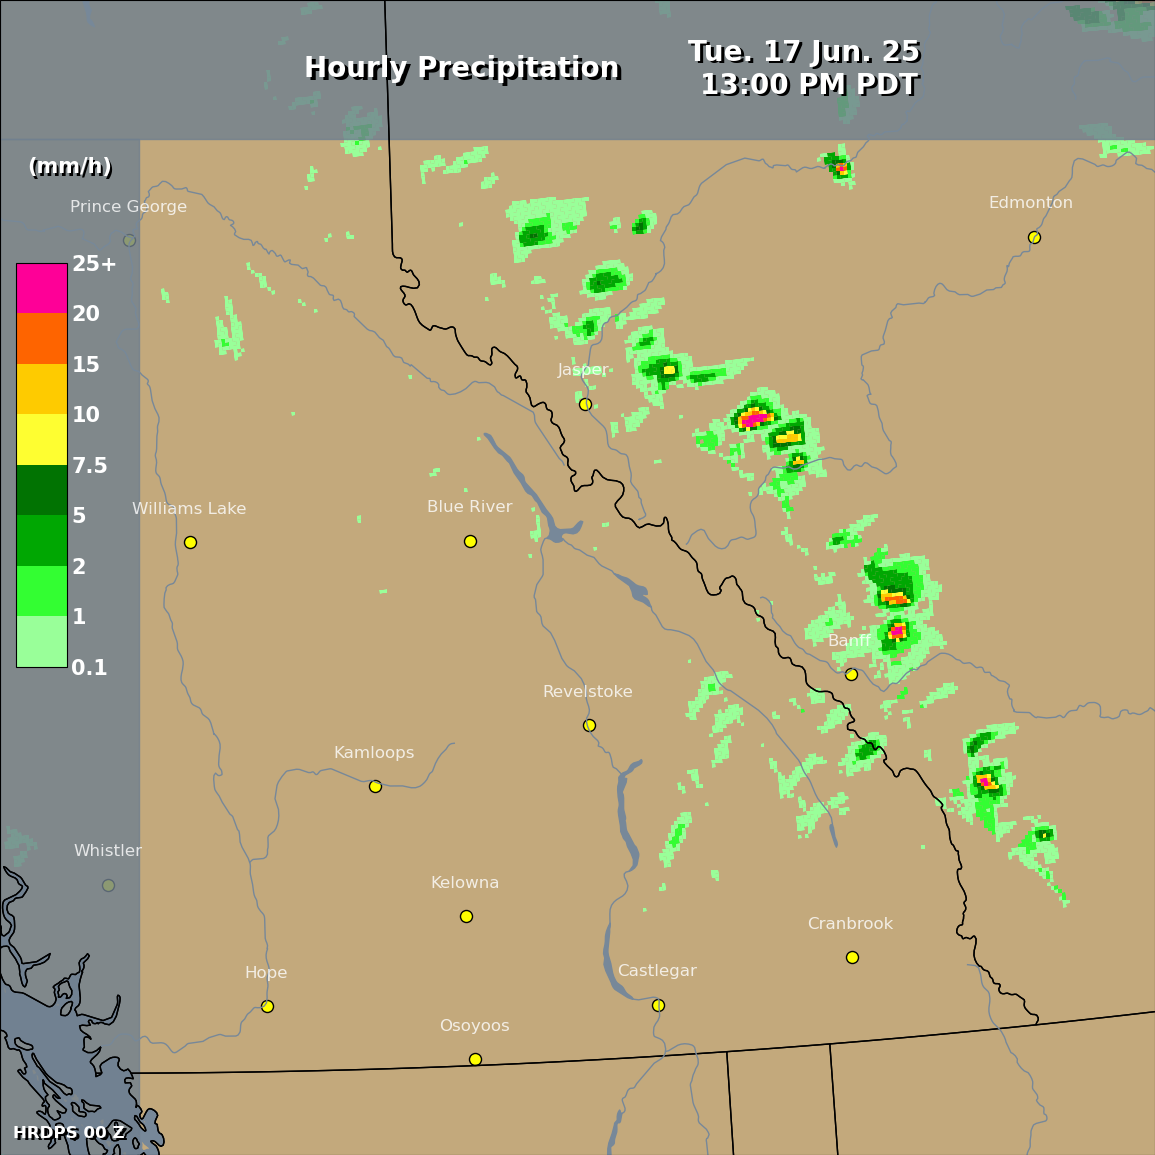 Hourly Precipitation
Tue. 17 Jun. 25
13:00 PM PDT
(mm/h)
Prince George
Edmonton
25+
20
15
10
7.5
5
2
1
0.1
Jasper
Williams Lake
Blue River
Banff
Revelstoke
Kamloops
Whistler
Kelowna
Cranbrook
Hope
Castlegar
Osoyoos
HRDPS 00 Z